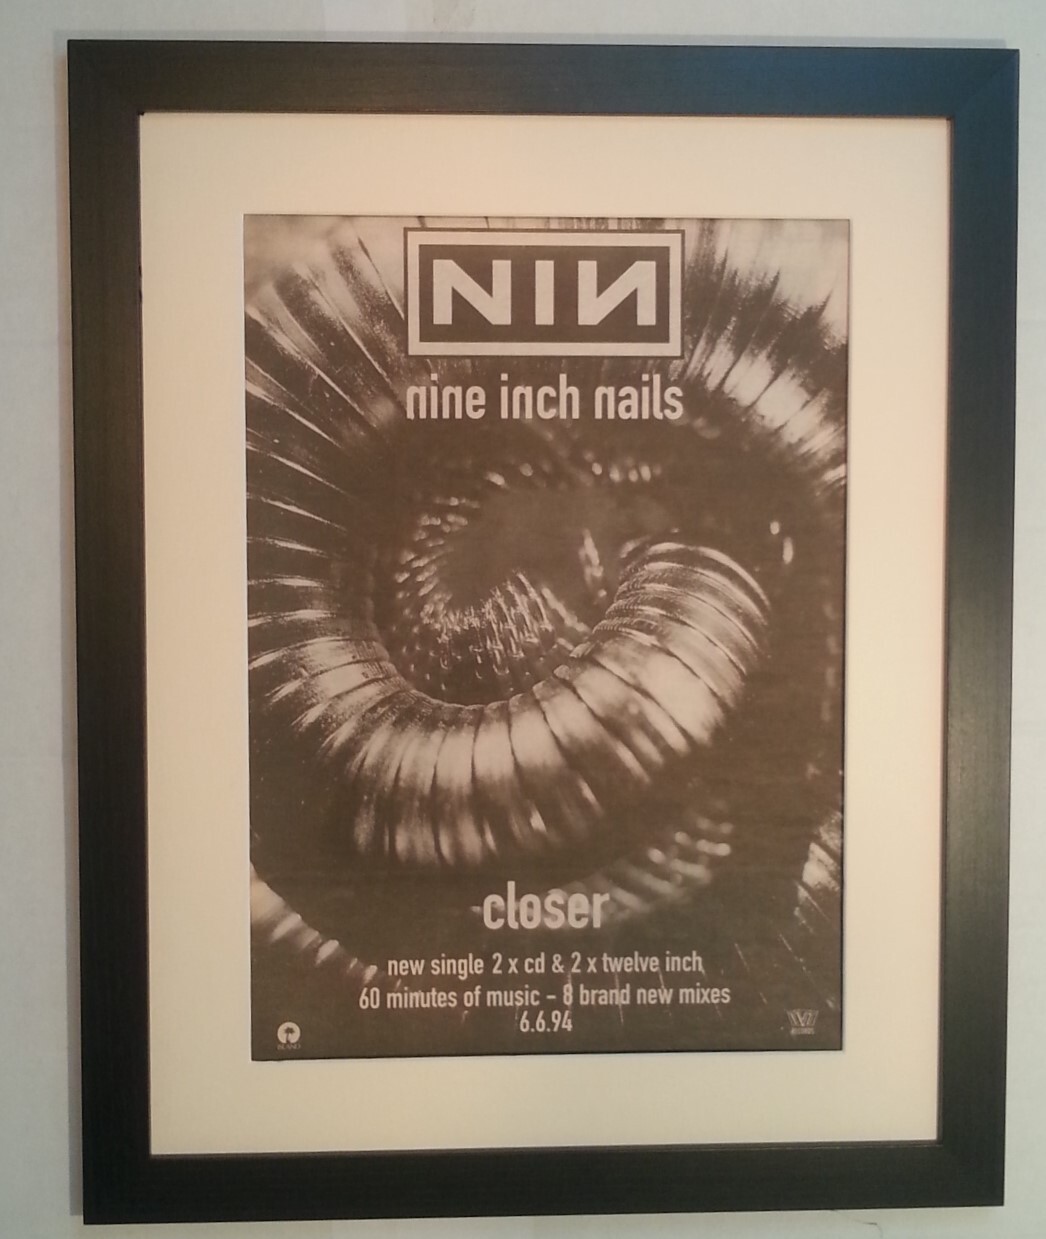 NIN
nine inch nails
closer
new single 2 x cd & 2 x twelve inch
60 minutes of music – 8 brand new mixes
6.6.94
ISLAND